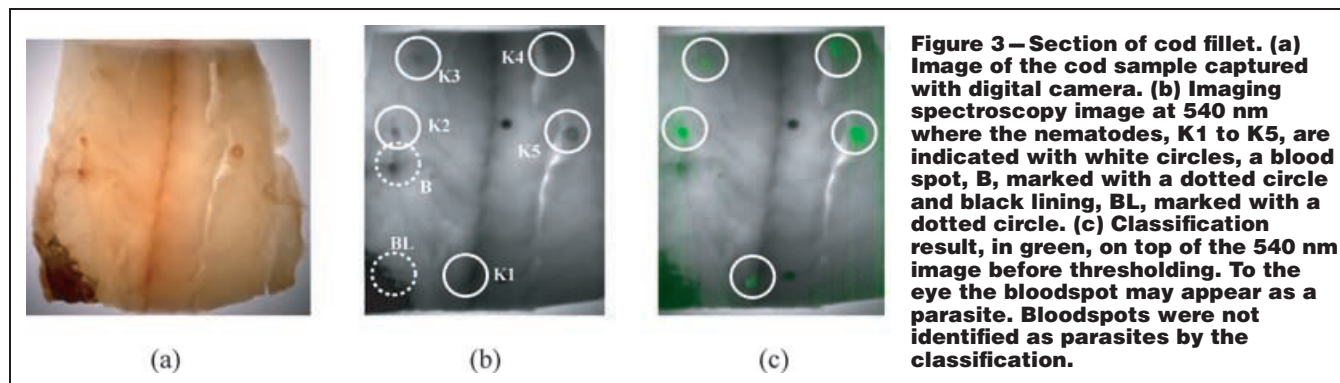 Figure 3—Section of cod fillet. (a)
Image of the cod sample captured
with digital camera. (b) Imaging
spectroscopy image at 540 nm
where the nematodes, K1 to K5, are
indicated with white circles, a blood
spot, B, marked with a dotted circle
and black lining, BL, marked with a
dotted circle. (c) Classification
result, in green, on top of the 540 nm
image before thresholding. To the
eye the bloodspot may appear as a
parasite. Bloodspots were not
identified as parasites by the
classification.
K3
K4
K2
K5
B
BL
K1
(a)
(b)
(c)